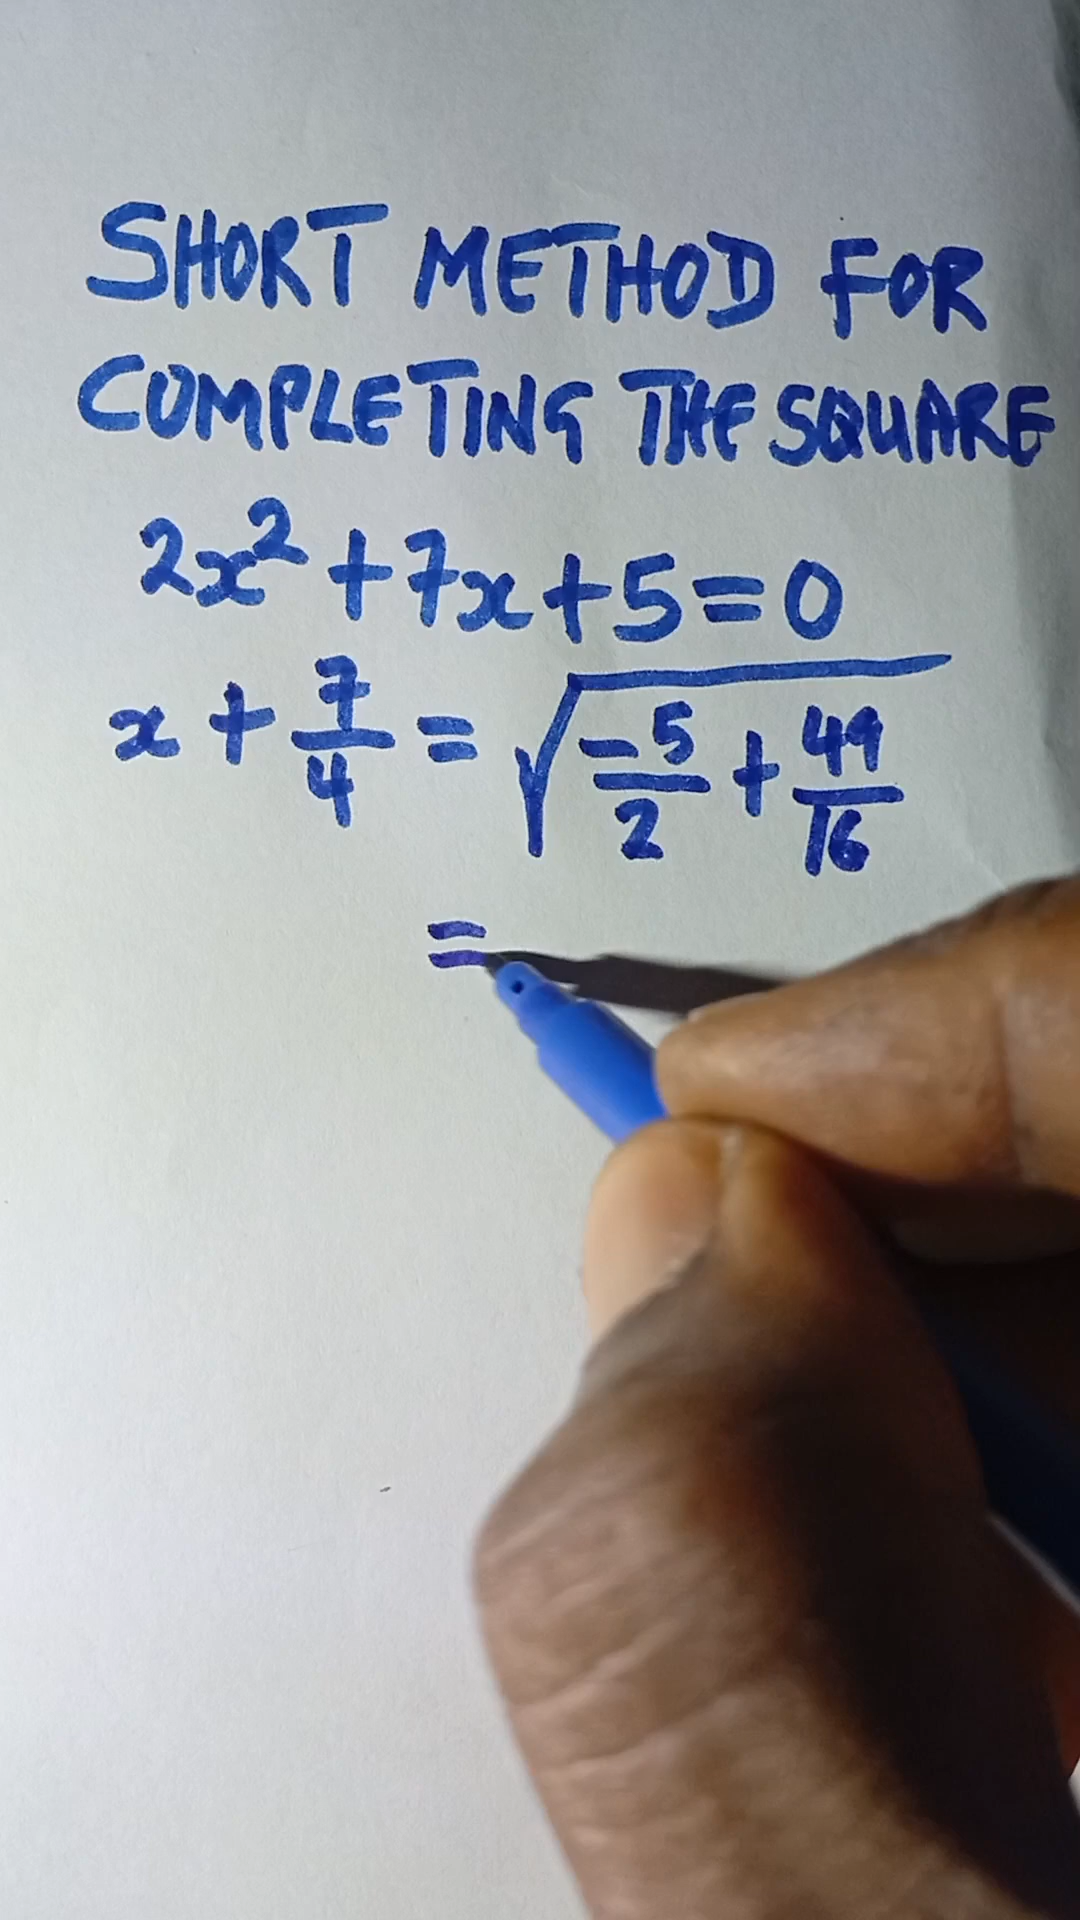 SHORT METHOD FOR
COMPLETING THE SQUARE
2x² + 7x + 5 = 0
x + 7/4 = √(-5/2 + 49/16)
=